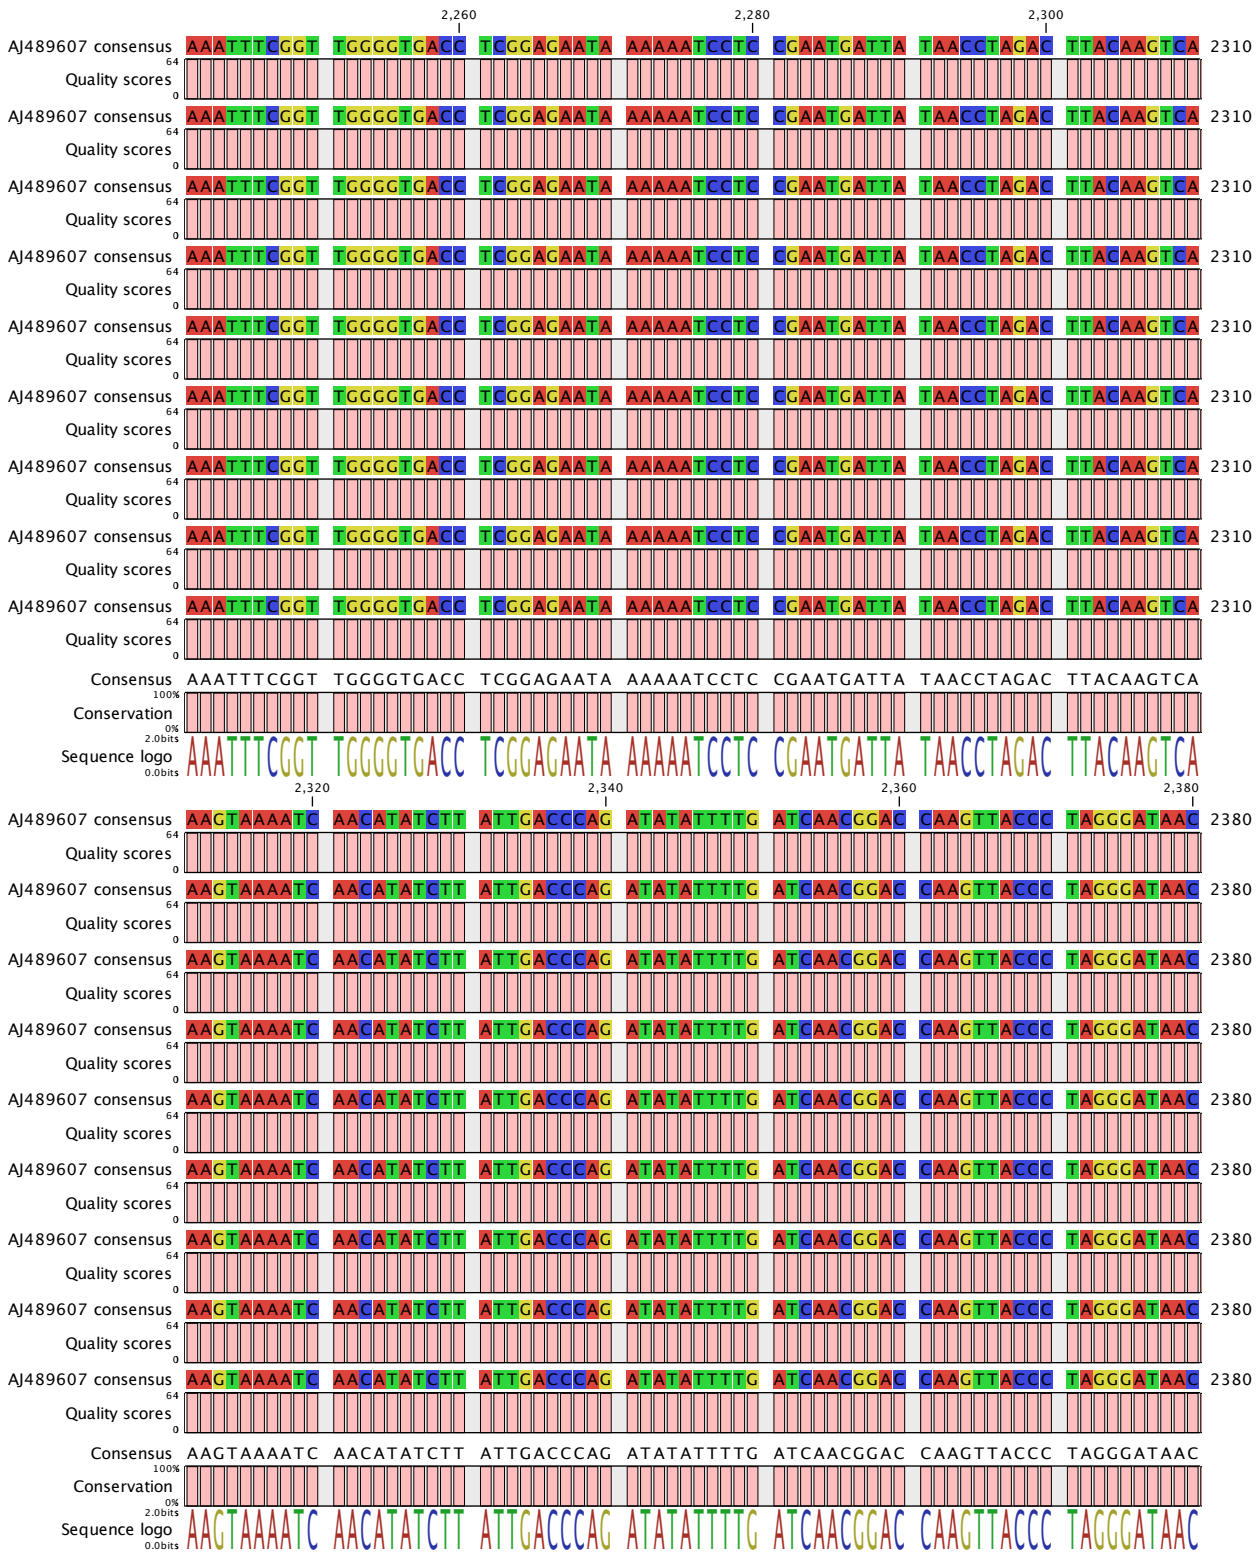 2,260 2,280 2,300
AJ489607 consensus AAATTTCGGT TGGGGTGACC TCGGAGAATA AAAAATCCTC CGAATGATTA TAACCTAGAC TTACAAGTCA 2310
64
Quality scores
0
AJ489607 consensus AAATTTCGGT TGGGGTGACC TCGGAGAATA AAAAATCCTC CGAATGATTA TAACCTAGAC TTACAAGTCA 2310
64
Quality scores
0
AJ489607 consensus AAATTTCGGT TGGGGTGACC TCGGAGAATA AAAAATCCTC CGAATGATTA TAACCTAGAC TTACAAGTCA 2310
64
Quality scores
0
AJ489607 consensus AAATTTCGGT TGGGGTGACC TCGGAGAATA AAAAATCCTC CGAATGATTA TAACCTAGAC TTACAAGTCA 2310
64
Quality scores
0
AJ489607 consensus AAATTTCGGT TGGGGTGACC TCGGAGAATA AAAAATCCTC CGAATGATTA TAACCTAGAC TTACAAGTCA 2310
64
Quality scores
0
AJ489607 consensus AAATTTCGGT TGGGGTGACC TCGGAGAATA AAAAATCCTC CGAATGATTA TAACCTAGAC TTACAAGTCA 2310
64
Quality scores
0
AJ489607 consensus AAATTTCGGT TGGGGTGACC TCGGAGAATA AAAAATCCTC CGAATGATTA TAACCTAGAC TTACAAGTCA 2310
64
Quality scores
0
AJ489607 consensus AAATTTCGGT TGGGGTGACC TCGGAGAATA AAAAATCCTC CGAATGATTA TAACCTAGAC TTACAAGTCA 2310
64
Quality scores
0
AJ489607 consensus AAATTTCGGT TGGGGTGACC TCGGAGAATA AAAAATCCTC CGAATGATTA TAACCTAGAC TTACAAGTCA 2310
64
Quality scores
0
Consensus AAATTTCGGT TGGGGTGACC TCGGAGAATA AAAAATCCTC CGAATGATTA TAACCTAGAC TTACAAGTCA
100%
Conservation
0%
2.0bits
Sequence logo AAATTTCGGT TGGGGTGACC TCGGAGAATA AAAAATCCTC CGAATGATTA TAACCTAGAC TTACAAGTCA
0.0bits
2,320 2,340 2,360 2,380
AJ489607 consensus AAGTAAAATC AACATATCTT ATTGACCCAG ATATATTTTG ATCAACGGAC CAAGTTACCC TAGGGATAAC 2380
64
Quality scores
0
AJ489607 consensus AAGTAAAATC AACATATCTT ATTGACCCAG ATATATTTTG ATCAACGGAC CAAGTTACCC TAGGGATAAC 2380
64
Quality scores
0
AJ489607 consensus AAGTAAAATC AACATATCTT ATTGACCCAG ATATATTTTG ATCAACGGAC CAAGTTACCC TAGGGATAAC 2380
64
Quality scores
0
AJ489607 consensus AAGTAAAATC AACATATCTT ATTGACCCAG ATATATTTTG ATCAACGGAC CAAGTTACCC TAGGGATAAC 2380
64
Quality scores
0
AJ489607 consensus AAGTAAAATC AACATATCTT ATTGACCCAG ATATATTTTG ATCAACGGAC CAAGTTACCC TAGGGATAAC 2380
64
Quality scores
0
AJ489607 consensus AAGTAAAATC AACATATCTT ATTGACCCAG ATATATTTTG ATCAACGGAC CAAGTTACCC TAGGGATAAC 2380
64
Quality scores
0
AJ489607 consensus AAGTAAAATC AACATATCTT ATTGACCCAG ATATATTTTG ATCAACGGAC CAAGTTACCC TAGGGATAAC 2380
64
Quality scores
0
AJ489607 consensus AAGTAAAATC AACATATCTT ATTGACCCAG ATATATTTTG ATCAACGGAC CAAGTTACCC TAGGGATAAC 2380
64
Quality scores
0
AJ489607 consensus AAGTAAAATC AACATATCTT ATTGACCCAG ATATATTTTG ATCAACGGAC CAAGTTACCC TAGGGATAAC 2380
64
Quality scores
0
Consensus AAGTAAAATC AACATATCTT ATTGACCCAG ATATATTTTG ATCAACGGAC CAAGTTACCC TAGGGATAAC
100%
Conservation
0%
2.0bits
Sequence logo AAGTAAAATC AACATATCTT ATTGACCCAG ATATATTTTG ATCAACGGAC CAAGTTACCC TAGGGATAAC
0.0bits